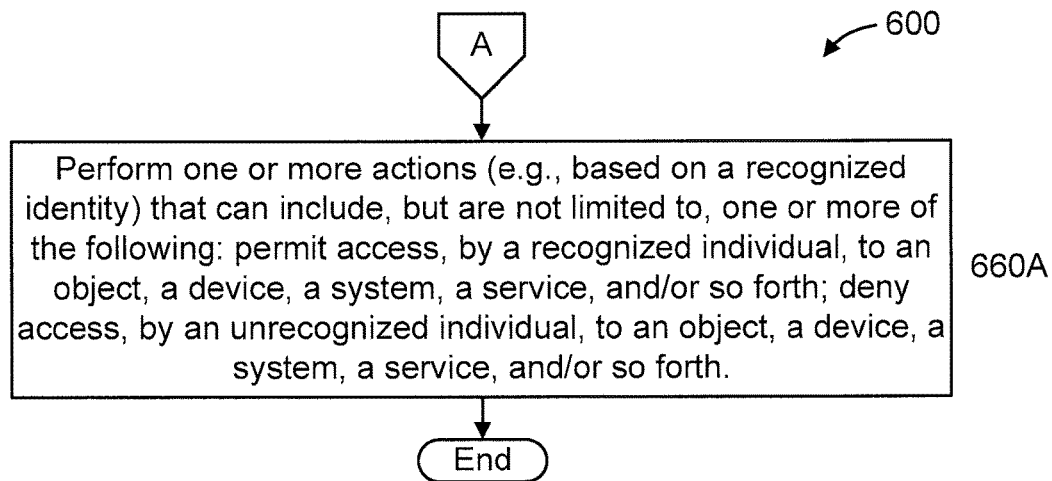 A
600
Perform one or more actions (e.g., based on a recognized
identity) that can include, but are not limited to, one or more of
the following: permit access, by a recognized individual, to an
object, a device, a system, a service, and/or so forth; deny
access, by an unrecognized individual, to an object, a device, a
system, a service, and/or so forth.
660A
End